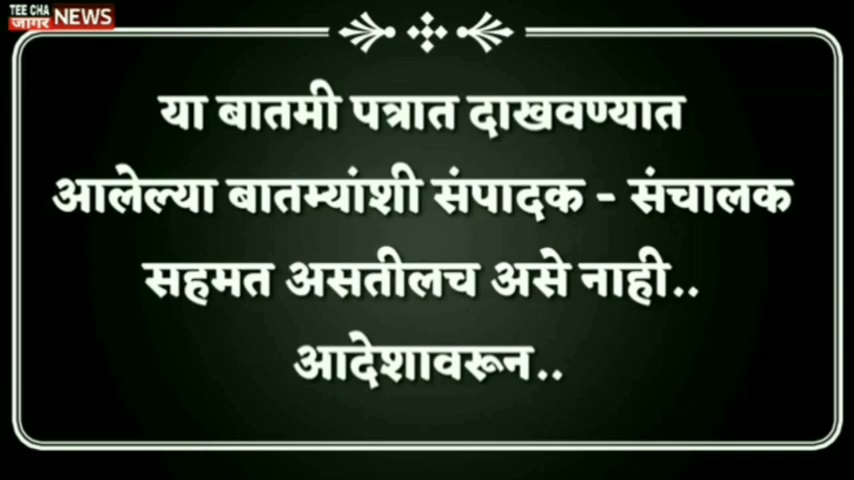 TEE CHA
जागर NEWS
या बातमी पत्रात दाखवण्यात
आलेल्या बातम्यांशी संपादक - संचालक
सहमत असतीलच असे नाही..
आदेशावरून..